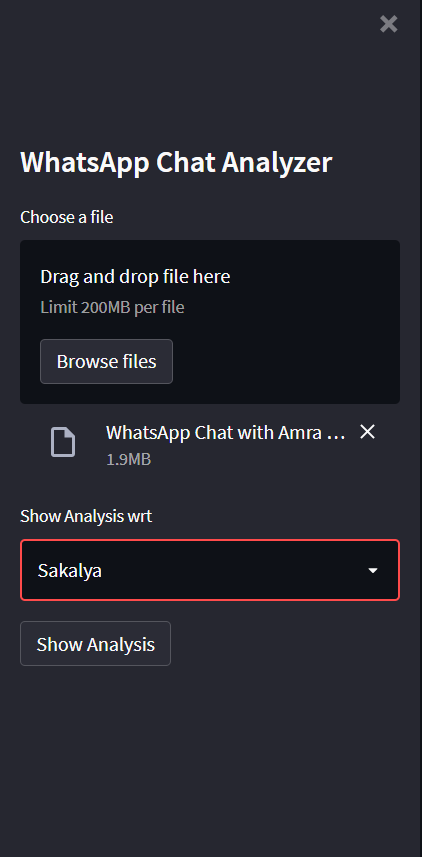 WhatsApp Chat Analyzer
Choose a file
Drag and drop file here
Limit 200MB per file
Browse files
WhatsApp Chat with Amra ...
1.9MB
Show Analysis wrt
Sakalya
Show Analysis